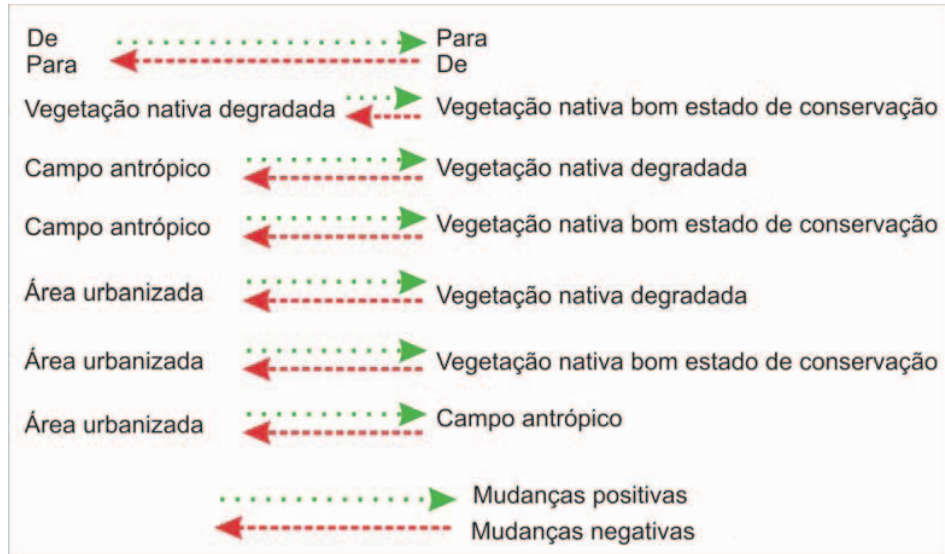 De Para
Para De
Vegetação nativa degradada Vegetação nativa bom estado de conservação
Campo antrópico Vegetação nativa degradada
Campo antrópico Vegetação nativa bom estado de conservação
Área urbanizada Vegetação nativa degradada
Área urbanizada Vegetação nativa bom estado de conservação
Área urbanizada Campo antrópico
Mudanças positivas
Mudanças negativas